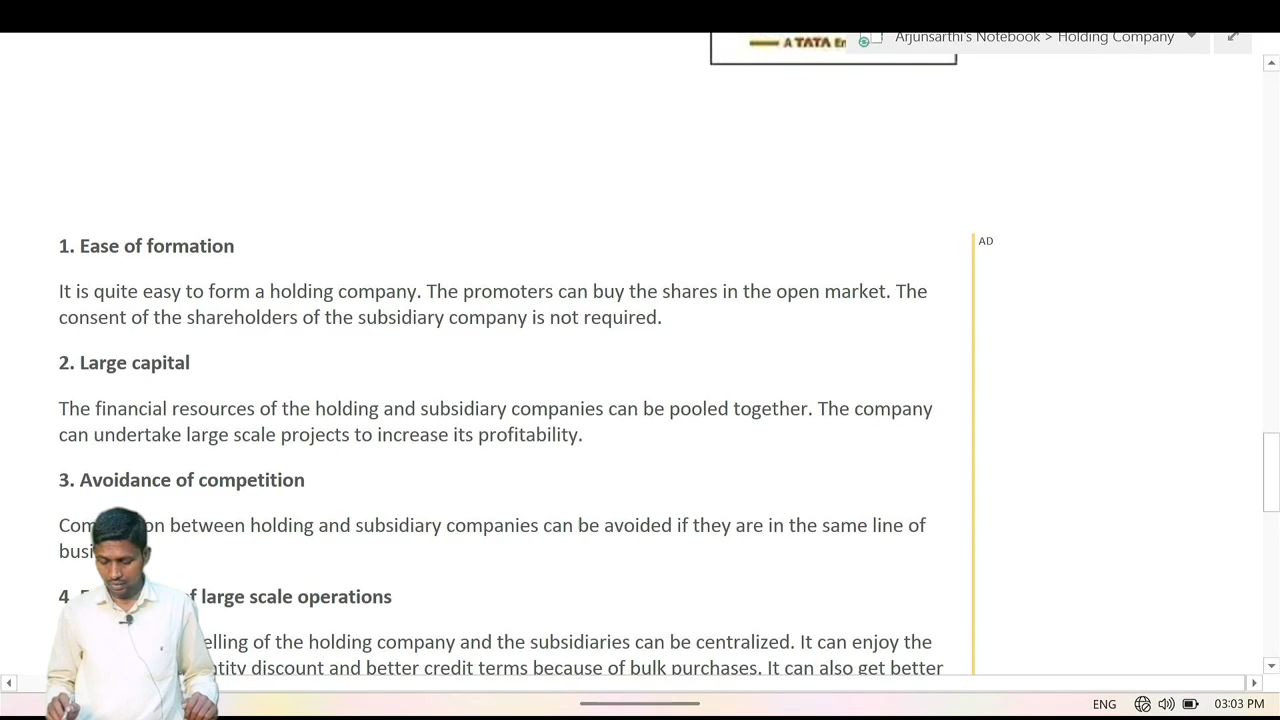 A TATA En
Arjunsarthi's Notebook > Holding Company
1. Ease of formation
AD
It is quite easy to form a holding company. The promoters can buy the shares in the open market. The
consent of the shareholders of the subsidiary company is not required.
2. Large capital
The financial resources of the holding and subsidiary companies can be pooled together. The company
can undertake large scale projects to increase its profitability.
3. Avoidance of competition
Com on between holding and subsidiary companies can be avoided if they are in the same line of
busi
4. f large scale operations
elling of the holding company and the subsidiaries can be centralized. It can enjoy the
ntity discount and better credit terms because of bulk purchases. It can also get better
ENG 03:03 PM